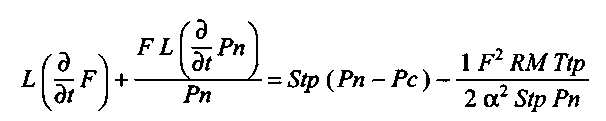 L(∂/∂t F) + F L(∂/∂t Pn)/Pn = Stp (Pn − Pc) − 1 F² RM Ttp/2 α² Stp Pn